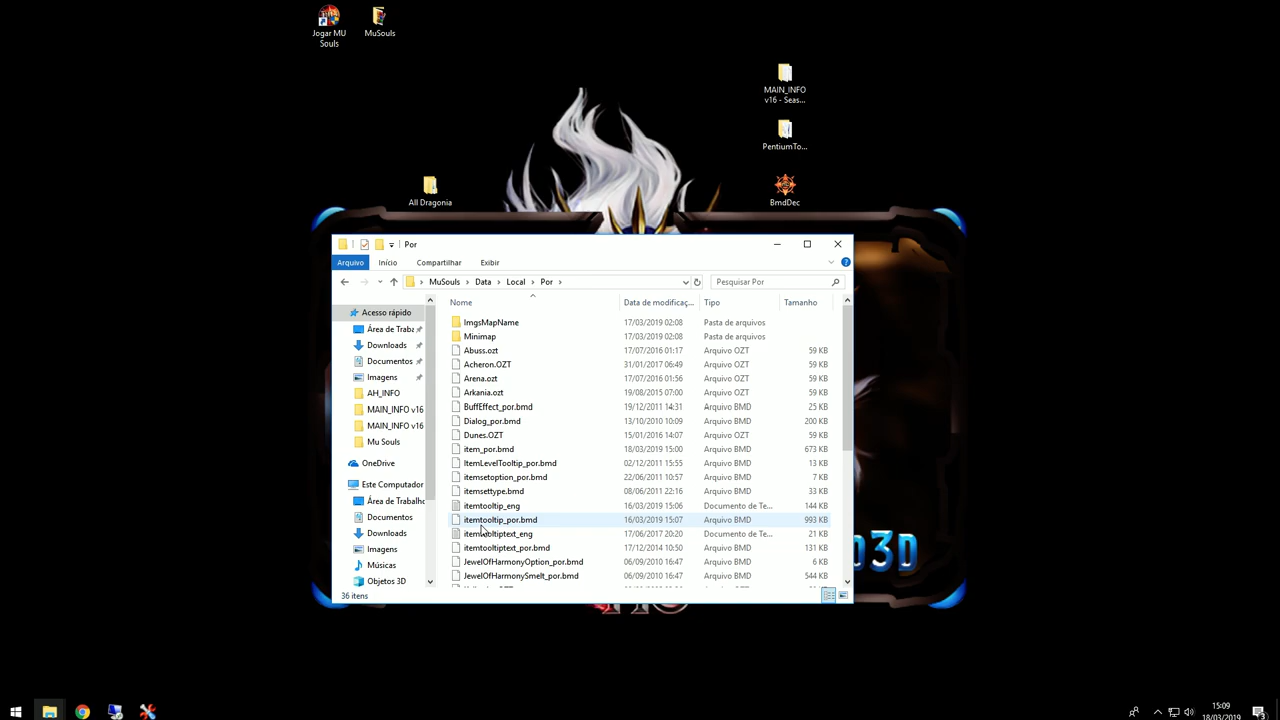 Jogar MU
Souls
MuSouls
MAIN_INFO
v16 - Seas...
PentiumTo...
All Dragonia
BmdDec
Por
Arquivo
Início
Compartilhar
Exibir
MuSouls
Data
Local
Por
Pesquisar Por
Nome
Data de modificaç...
Tipo
Tamanho
Acesso rápido
Área de Traba
Downloads
Documentos
Imagens
AH_INFO
MAIN_INFO v16
MAIN_INFO v16
Mu Souls
OneDrive
Este Computador
Área de Trabalho
Documentos
Downloads
Imagens
Músicas
Objetos 3D
ImgsMapName 17/03/2019 02:08 Pasta de arquivos
Minimap 17/03/2019 02:08 Pasta de arquivos
Abuss.ozt 17/07/2016 01:17 Arquivo OZT 59 KB
Acheron.OZT 31/01/2017 06:49 Arquivo OZT 59 KB
Arena.ozt 17/07/2016 01:56 Arquivo OZT 59 KB
Arkania.ozt 19/08/2015 07:00 Arquivo OZT 59 KB
BuffEffect_por.bmd 19/12/2011 14:31 Arquivo BMD 25 KB
Dialog_por.bmd 13/10/2010 10:09 Arquivo BMD 200 KB
Dunes.OZT 15/01/2016 14:07 Arquivo OZT 59 KB
item_por.bmd 18/03/2019 15:00 Arquivo BMD 673 KB
ItemLevelTooltip_por.bmd 02/12/2011 15:55 Arquivo BMD 13 KB
itemsetoption_por.bmd 22/06/2011 10:57 Arquivo BMD 7 KB
itemsettype.bmd 08/06/2011 22:16 Arquivo BMD 33 KB
itemtooltip_eng 16/03/2019 15:06 Documento de Te... 144 KB
itemtooltip_por.bmd 16/03/2019 15:07 Arquivo BMD 993 KB
itemtooltiptext_eng 17/06/2017 20:20 Documento de Te... 21 KB
itemtooltiptext_por.bmd 17/12/2014 10:50 Arquivo BMD 131 KB
JewelOfHarmonyOption_por.bmd 06/09/2010 16:47 Arquivo BMD 6 KB
JewelOfHarmonySmelt_por.bmd 06/09/2010 16:47 Arquivo BMD 544 KB
36 itens
3D
15:09
18/03/2019